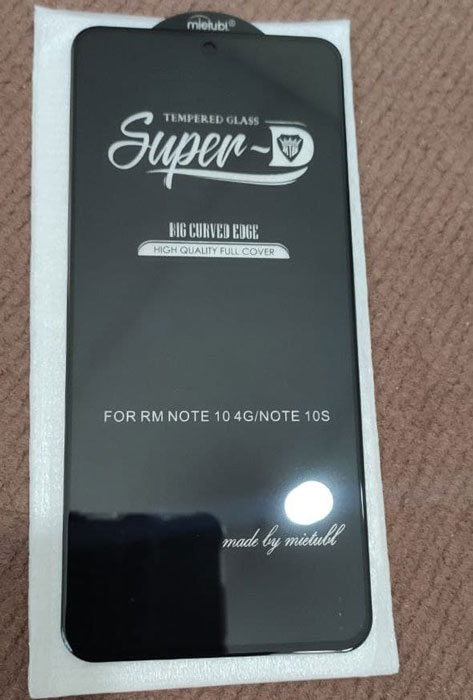 mietubl®
TEMPERED GLASS
Super-D
BIG CURVED EDGE
HIGH QUALITY FULL COVER
FOR RM NOTE 10 4G/NOTE 10S
made by mietubl